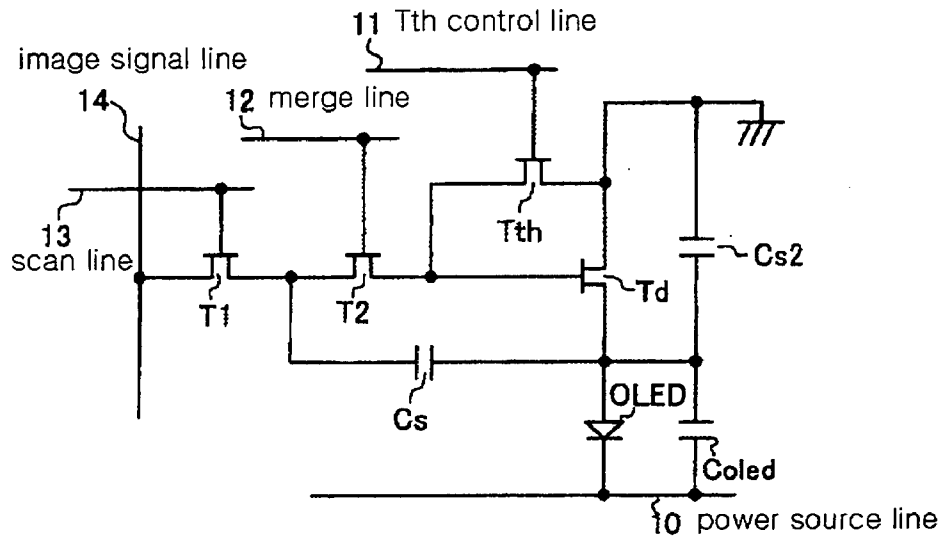 11 Tth control line
image signal line
14
12 merge line
Tth
13
scan line
T1
T2
Td
Cs2
Cs
OLED
Coled
10 power source line